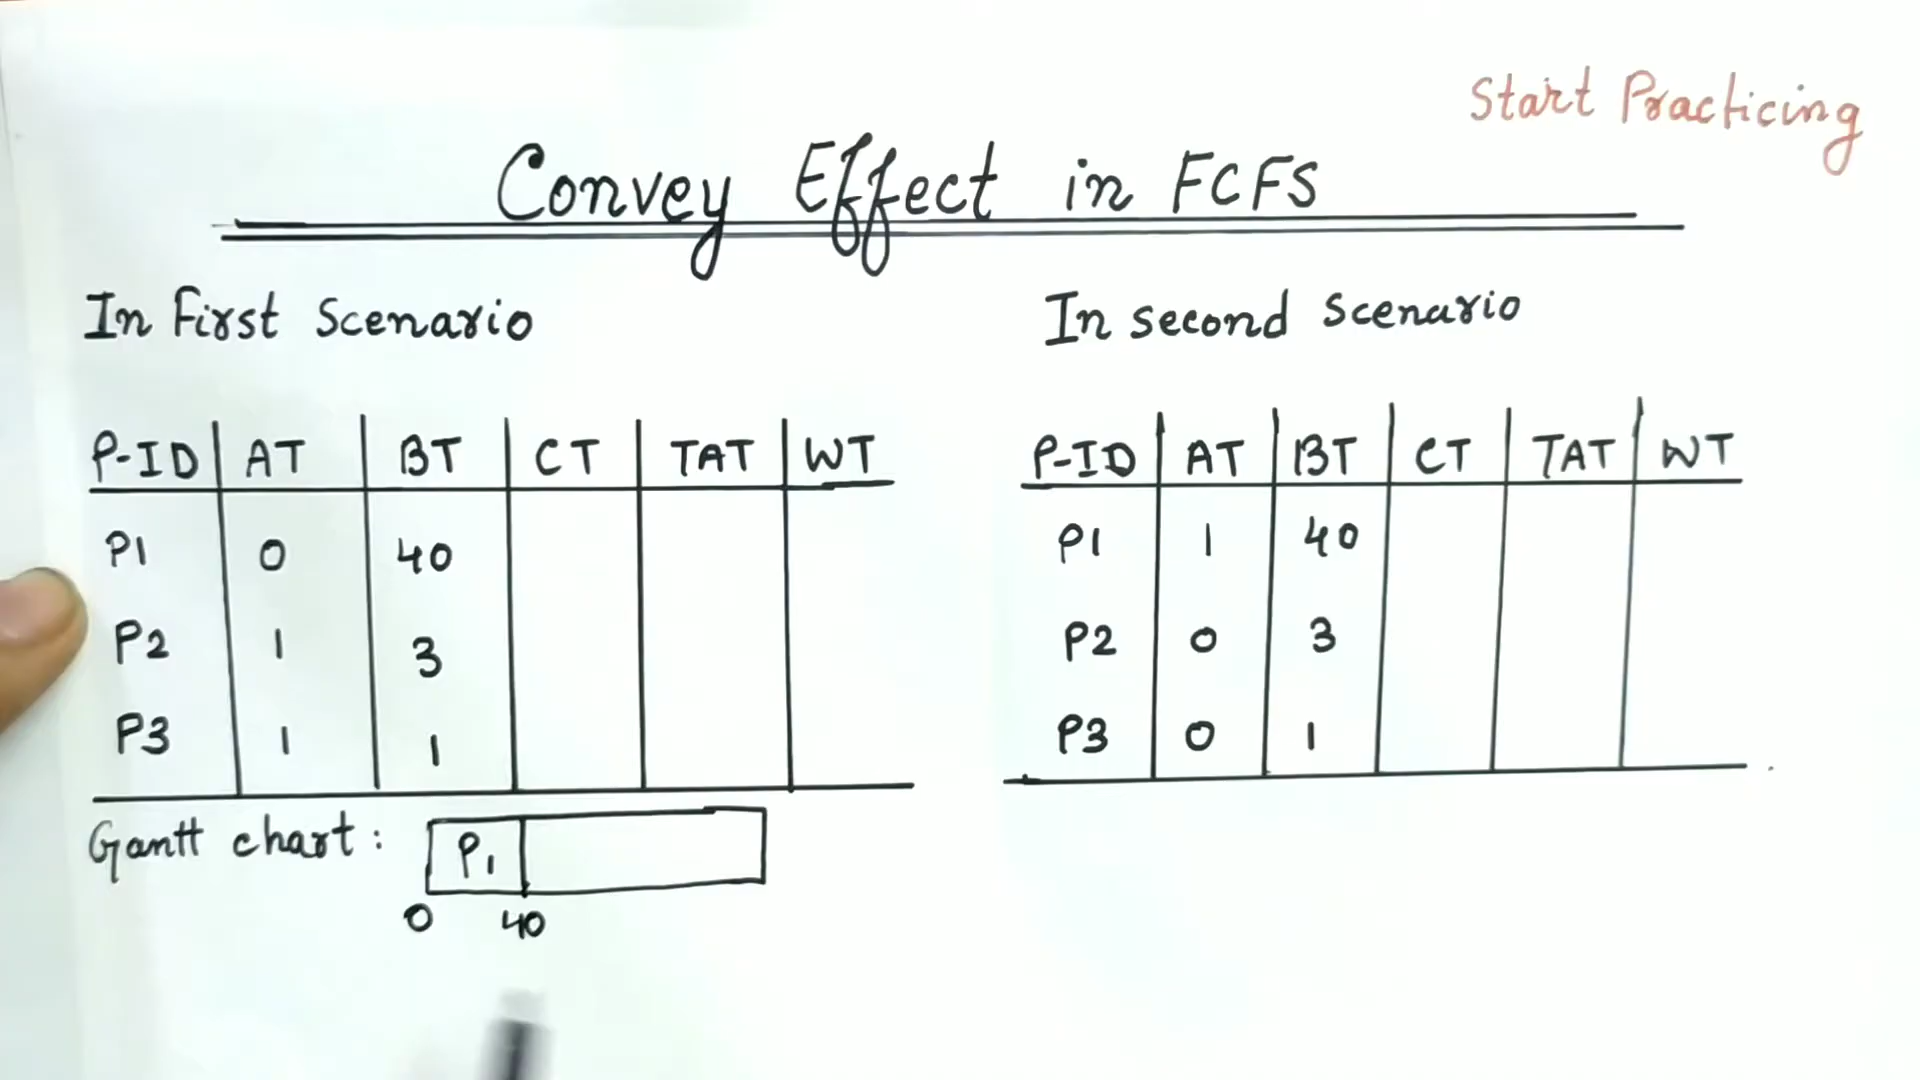 Start Practicing
Convey Effect in FCFS
In First Scenario
P-ID AT BT CT TAT WT
P1 0 40
P2 1 3
P3 1 1
Gantt chart:
P1
0 40
In second Scenario
P-ID AT BT CT TAT WT
P1 1 40
P2 0 3
P3 0 1